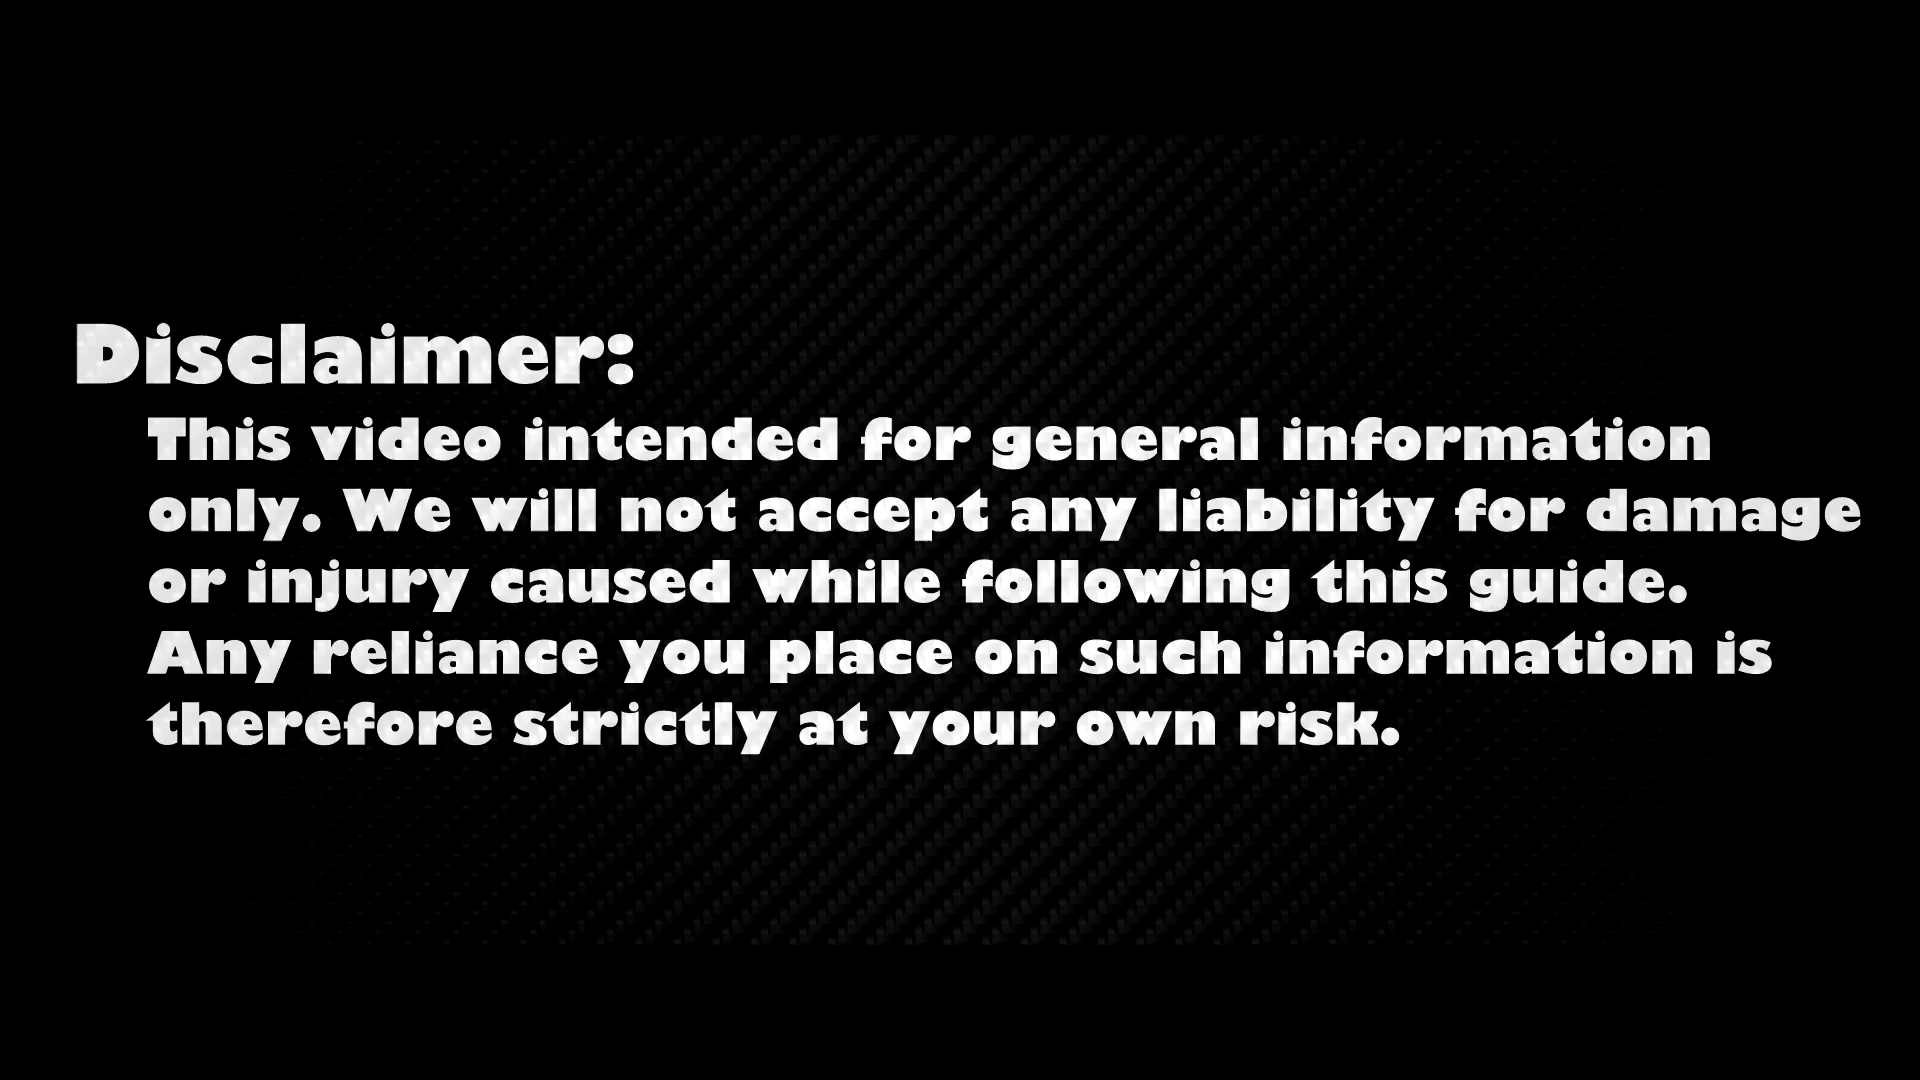 Disclaimer:
This video intended for general information
only. We will not accept any liability for damage
or injury caused while following this guide.
Any reliance you place on such information is
therefore strictly at your own risk.